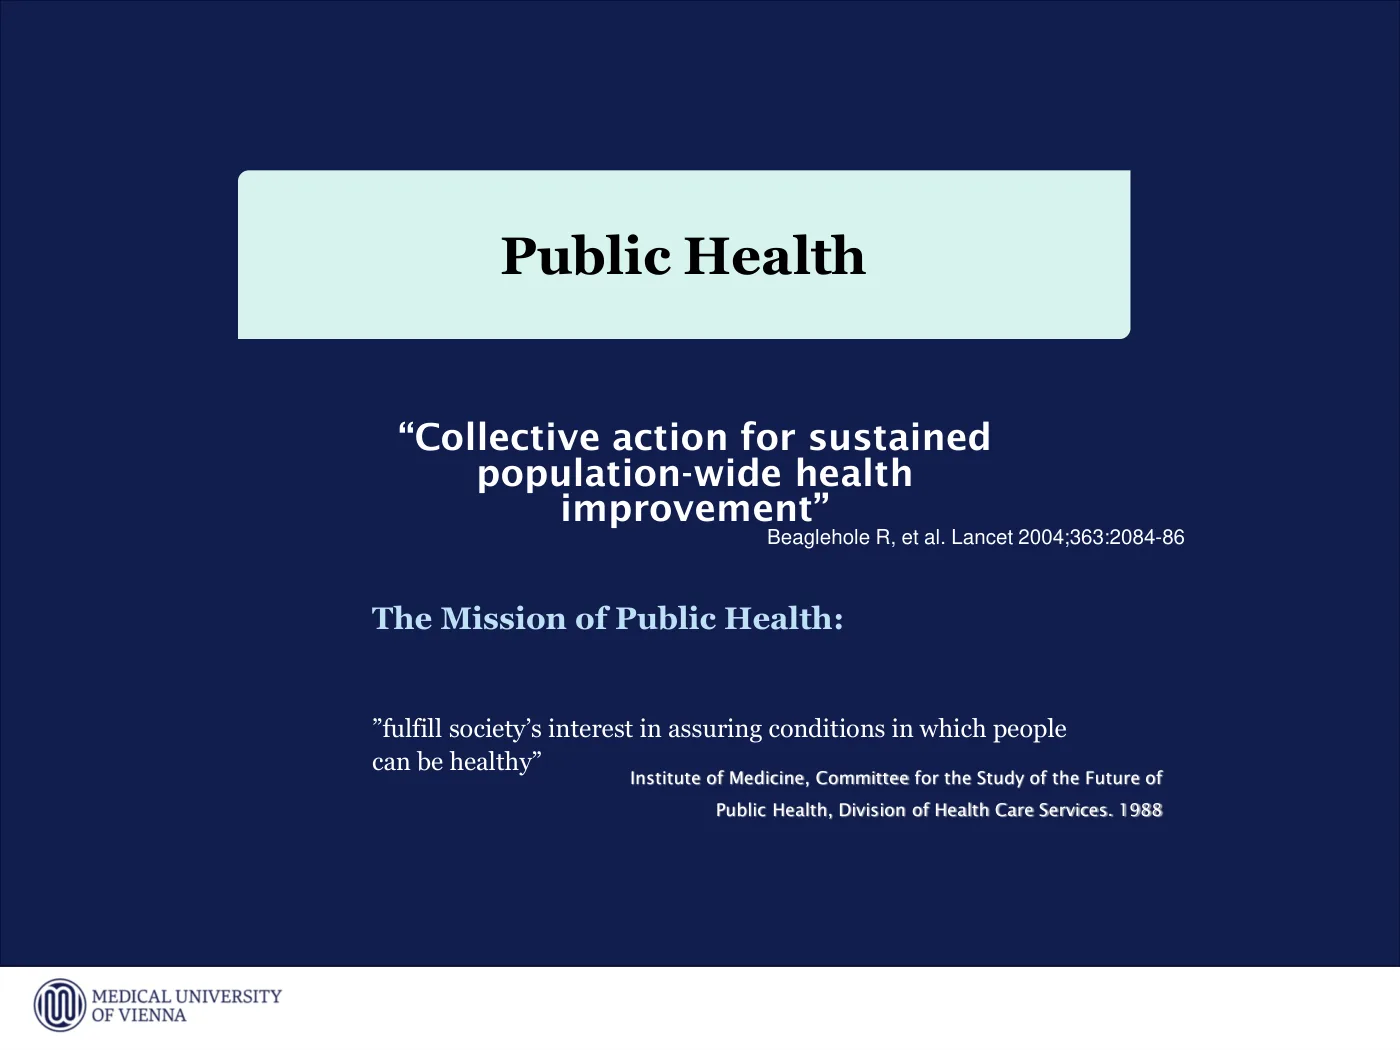 Public Health
“Collective action for sustained
population-wide health
improvement”
Beaglehole R, et al. Lancet 2004;363:2084-86
The Mission of Public Health:
”fulfill society’s interest in assuring conditions in which people
can be healthy”
Institute of Medicine, Committee for the Study of the Future of
Public Health, Division of Health Care Services. 1988
MEDICAL UNIVERSITY
OF VIENNA